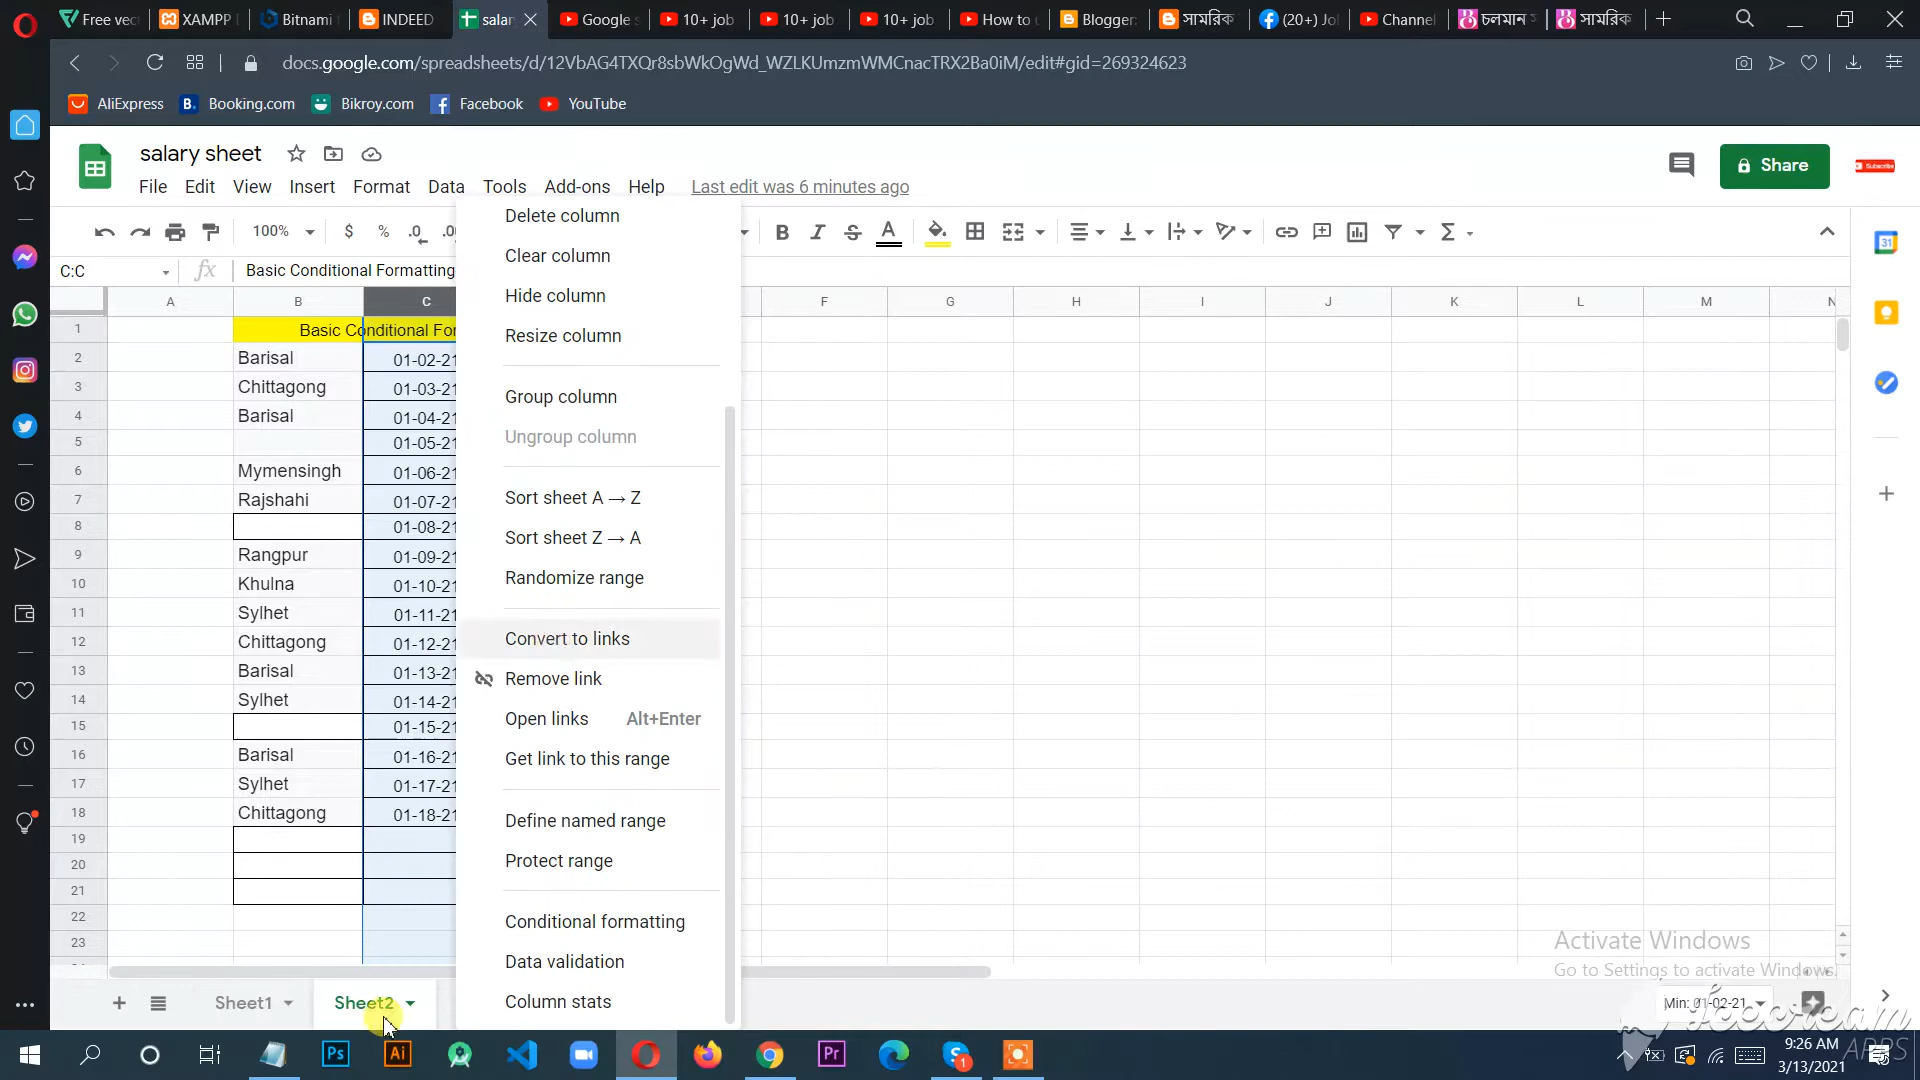 Free vec
XAMPP
Bitnami
INDEED
salar
Google s
10+ job
10+ job
10+ job
How to
Blogger:
সামরিক
(20+) Jol
Channel
চলমান
সামরিক
docs.google.com/spreadsheets/d/12VbAG4TXQr8sbWkOgWd_WZLKUmzmWMCnacTRX2Ba0iM/edit#gid=269324623
AliExpress
Booking.com
Bikroy.com
Facebook
YouTube
salary sheet
File Edit View Insert Format Data Tools Add-ons Help Last edit was 6 minutes ago
Share
Subscribe
100% $ % .0 .00 B I S A Σ
C:C fx Basic Conditional Formatting
A B C F G H I J K L M N
1 Basic Conditional For
2 Barisal 01-02-21
3 Chittagong 01-03-21
4 Barisal 01-04-21
5 01-05-21
6 Mymensingh 01-06-21
7 Rajshahi 01-07-21
8 01-08-21
9 Rangpur 01-09-21
10 Khulna 01-10-21
11 Sylhet 01-11-21
12 Chittagong 01-12-21
13 Barisal 01-13-21
14 Sylhet 01-14-21
15 01-15-21
16 Barisal 01-16-21
17 Sylhet 01-17-21
18 Chittagong 01-18-21
19
20
21
22
23
Delete column
Clear column
Hide column
Resize column
Group column
Ungroup column
Sort sheet A → Z
Sort sheet Z → A
Randomize range
Convert to links
Remove link
Open links Alt+Enter
Get link to this range
Define named range
Protect range
Conditional formatting
Data validation
Column stats
Activate Windows
Go to Settings to activate Windows.
Sheet1
Sheet2
Min: 01-02-21
Icecream
APPS
Ps
Ai
Pr
9:26 AM
3/13/2021